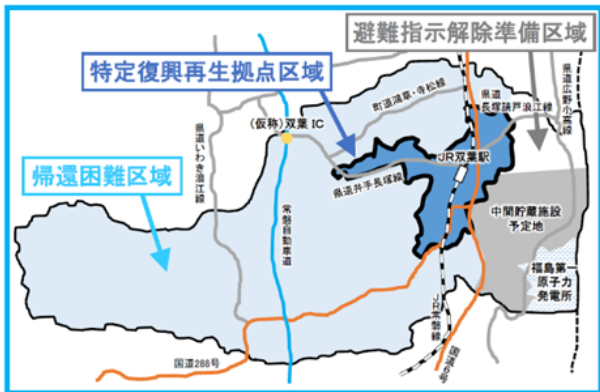 避難指示解除準備区域
特定復興再生拠点区域
帰還困難区域
県道いわき浪江線
(仮称)双葉IC
町道鴻草・寺松線
県道
長塚請戸浪江線
県道広野小高線
JR双葉駅
県道井手長塚線
常磐自動車道
中間貯蔵施設
予定地
福島第一
原子力
発電所
JR常磐線
国道6号
国道288号